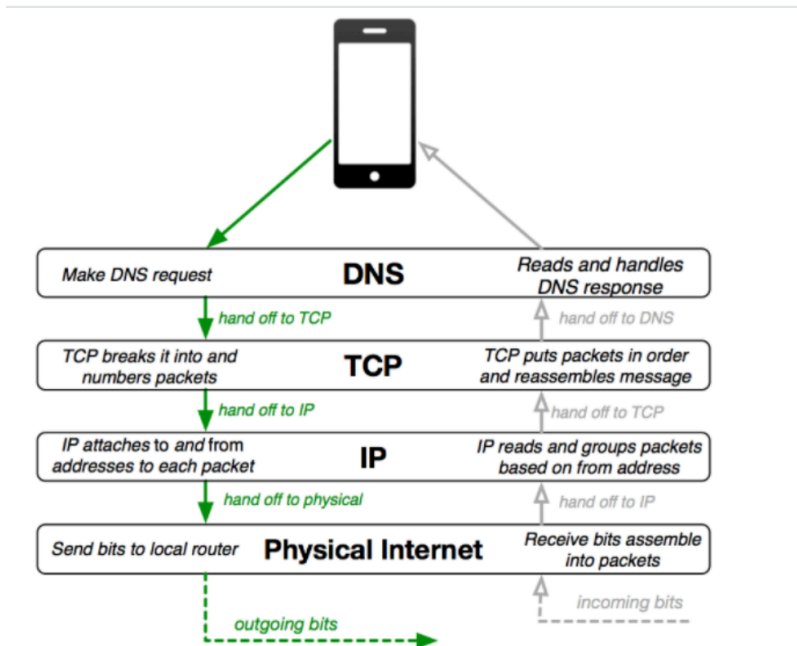 Make DNS request
DNS
Reads and handles
DNS response
hand off to TCP
hand off to DNS
TCP breaks it into and
numbers packets
TCP
TCP puts packets in order
and reassembles message
hand off to IP
hand off to TCP
IP attaches to and from
addresses to each packet
IP
IP reads and groups packets
based on from address
hand off to physical
hand off to IP
Send bits to local router
Physical Internet
Receive bits assemble
into packets
outgoing bits
incoming bits